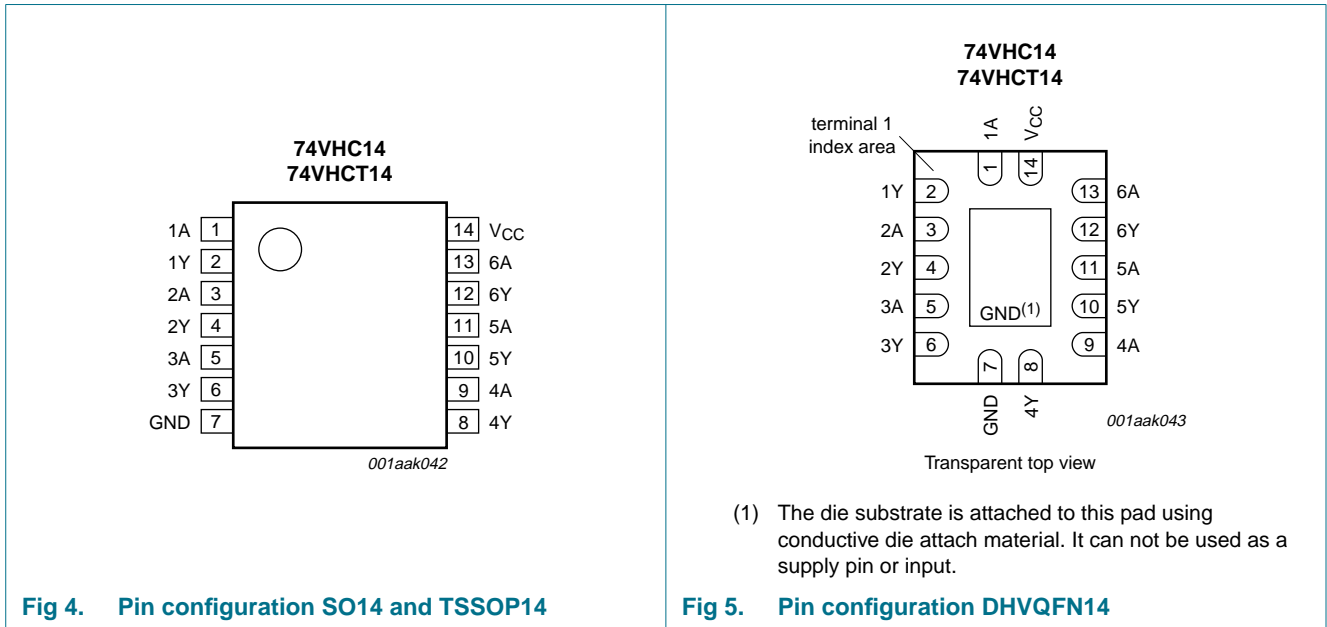 74VHC14
74VHCT14
1A 1
1Y 2
2A 3
2Y 4
3A 5
3Y 6
GND 7
14 VCC
13 6A
12 6Y
11 5A
10 5Y
9 4A
8 4Y
001aak042
Fig 4. Pin configuration SO14 and TSSOP14
74VHC14
74VHCT14
terminal 1
index area
1A
VCC
1
14
1Y 2
2A 3
2Y 4
3A 5
3Y 6
13 6A
12 6Y
11 5A
10 5Y
9 4A
GND(1)
7
8
GND
4Y
001aak043
Transparent top view
(1) The die substrate is attached to this pad using
conductive die attach material. It can not be used as a
supply pin or input.
Fig 5. Pin configuration DHVQFN14